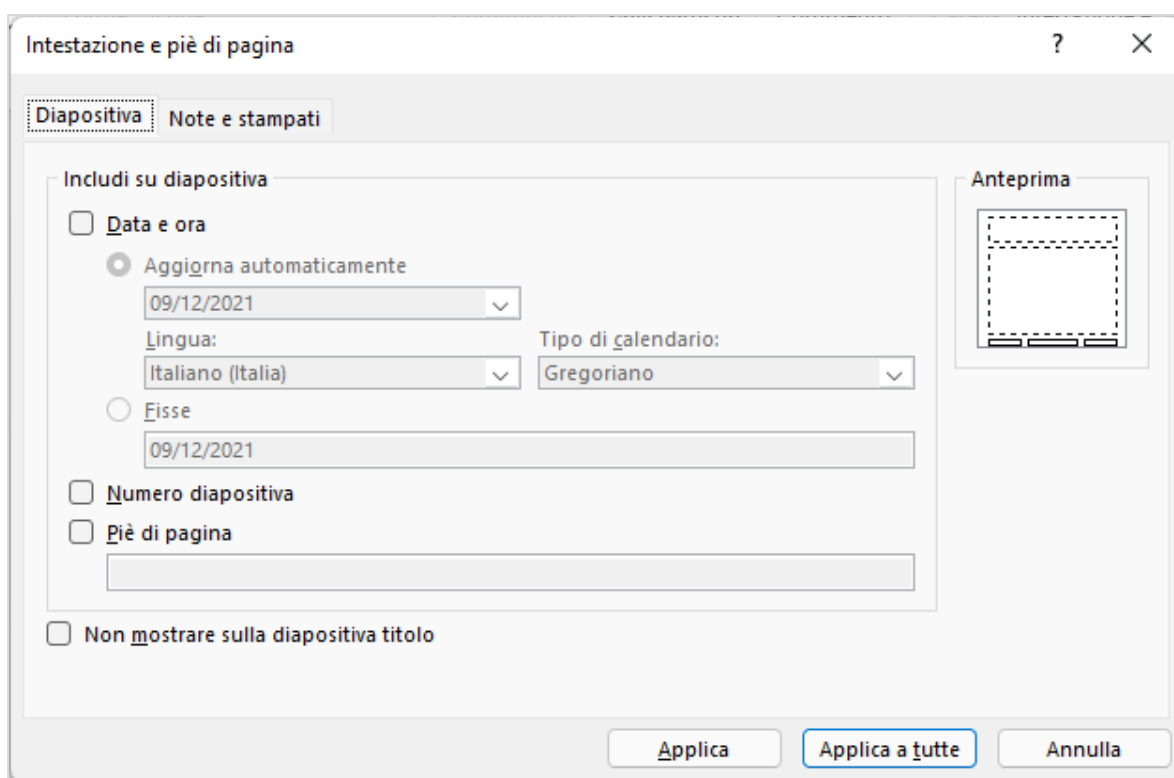 Intestazione e piè di pagina ?
Diapositiva Note e stampati
Includi su diapositiva Anteprima
Data e ora
Aggiorna automaticamente
09/12/2021
Lingua: Tipo di calendario:
Italiano (Italia) Gregoriano
Fisse
09/12/2021
Numero diapositiva
Piè di pagina
Non mostrare sulla diapositiva titolo
Applica Applica a tutte Annulla